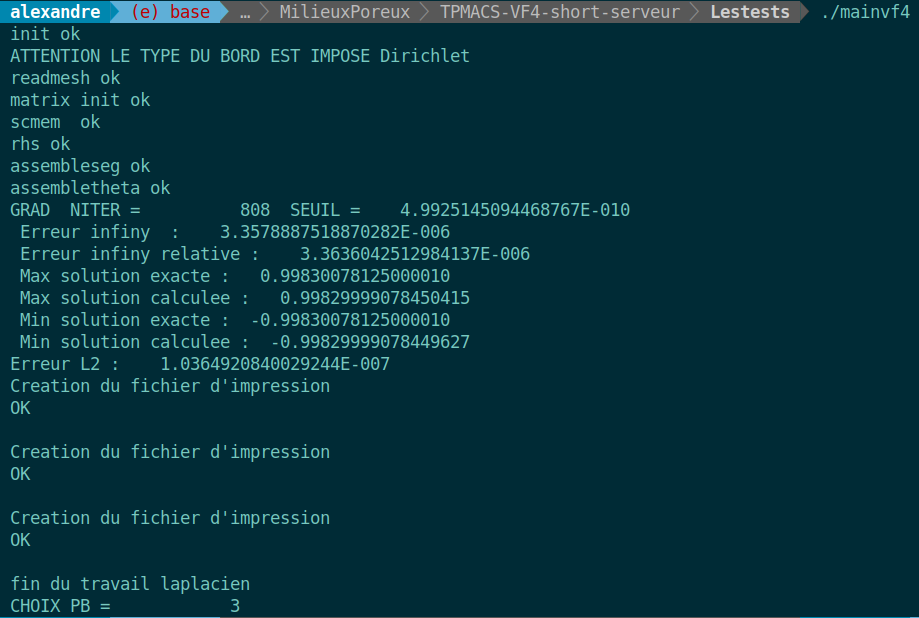 alexandre (e) base … MilieuxPoreux TPMACS-VF4-short-serveur Lestests ./mainvf4
init ok
ATTENTION LE TYPE DU BORD EST IMPOSE Dirichlet
readmesh ok
matrix init ok
scmem  ok
rhs ok
assembleseg ok
assembletheta ok
GRAD  NITER =          808  SEUIL =    4.9925145094468767E-010
 Erreur infiny  :    3.3578887518870282E-006
 Erreur infiny relative :    3.3636042512984137E-006
 Max solution exacte :   0.99830078125000010
 Max solution calculee :   0.99829999078450415
 Min solution exacte :  -0.99830078125000010
 Min solution calculee :  -0.99829999078449627
Erreur L2 :    1.0364920840029244E-007
Creation du fichier d'impression
OK
Creation du fichier d'impression
OK
Creation du fichier d'impression
OK
fin du travail laplacien
CHOIX PB =            3